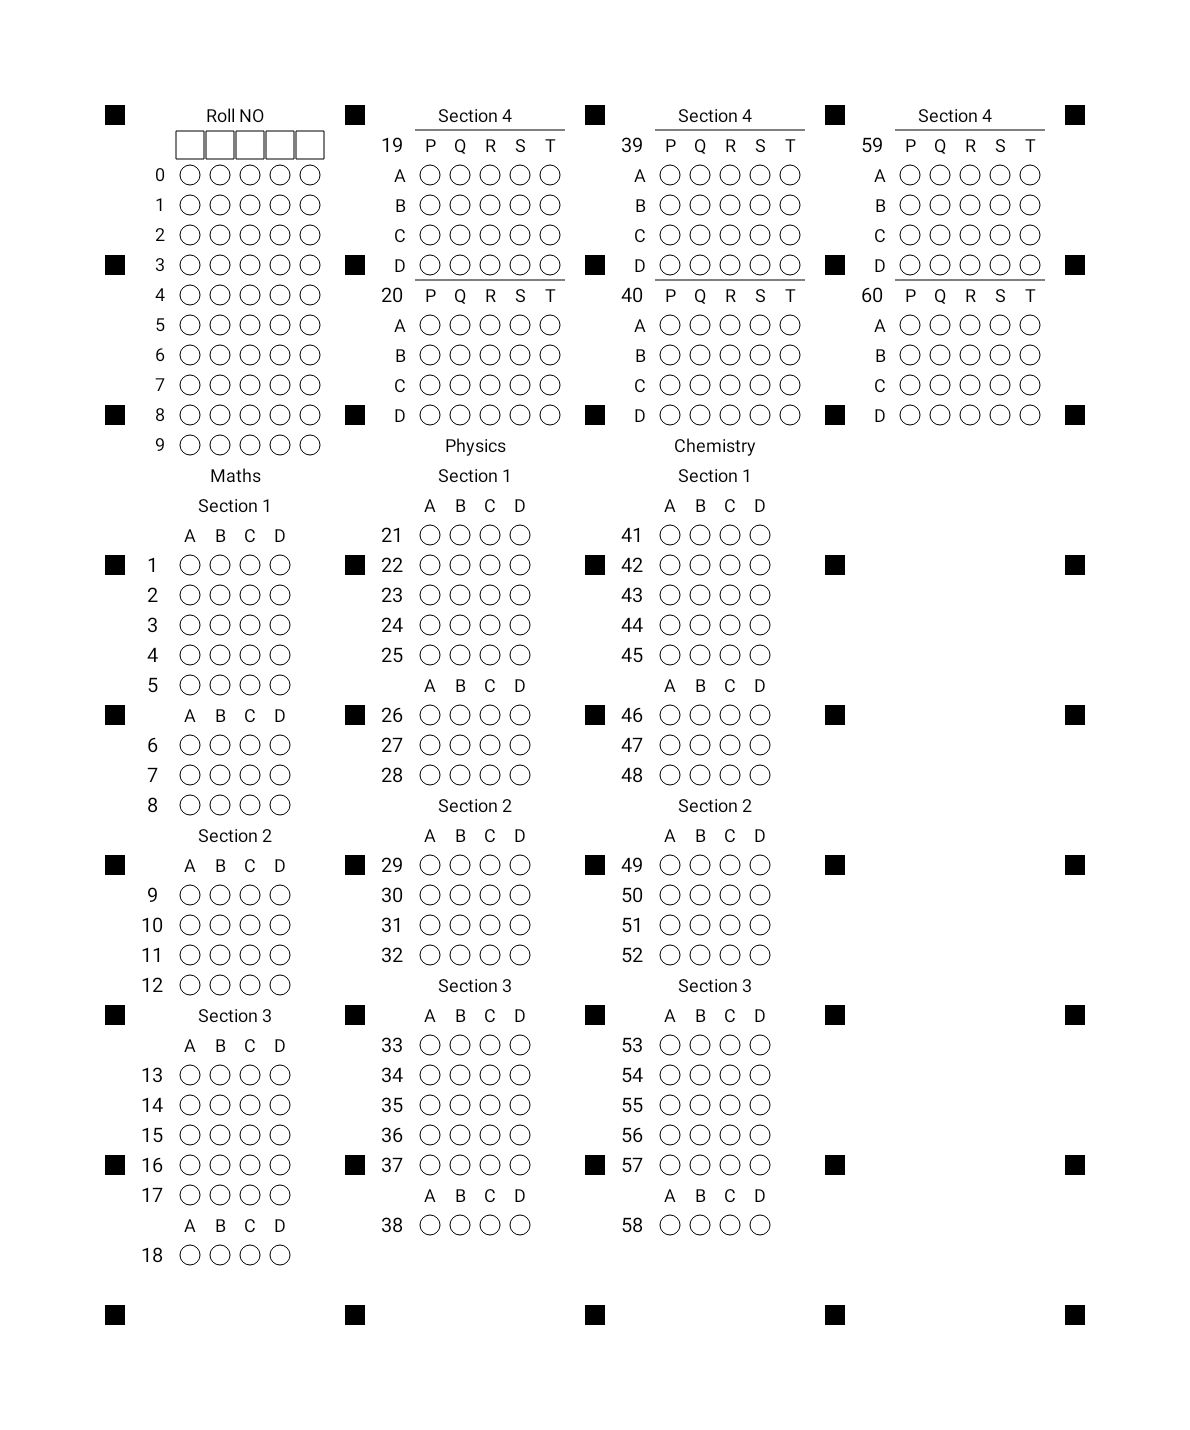 Roll NO
0
1
2
3
4
5
6
7
8
9
Maths
Section 1
A B C D
1
2
3
4
5
A B C D
6
7
8
Section 2
A B C D
9
10
11
12
Section 3
A B C D
13
14
15
16
17
A B C D
18
Section 4
19 P Q R S T
A
B
C
D
20 P Q R S T
A
B
C
D
Physics
Section 1
A B C D
21
22
23
24
25
A B C D
26
27
28
Section 2
A B C D
29
30
31
32
Section 3
A B C D
33
34
35
36
37
A B C D
38
Section 4
39 P Q R S T
A
B
C
D
40 P Q R S T
A
B
C
D
Chemistry
Section 1
A B C D
41
42
43
44
45
A B C D
46
47
48
Section 2
A B C D
49
50
51
52
Section 3
A B C D
53
54
55
56
57
A B C D
58
Section 4
59 P Q R S T
A
B
C
D
60 P Q R S T
A
B
C
D